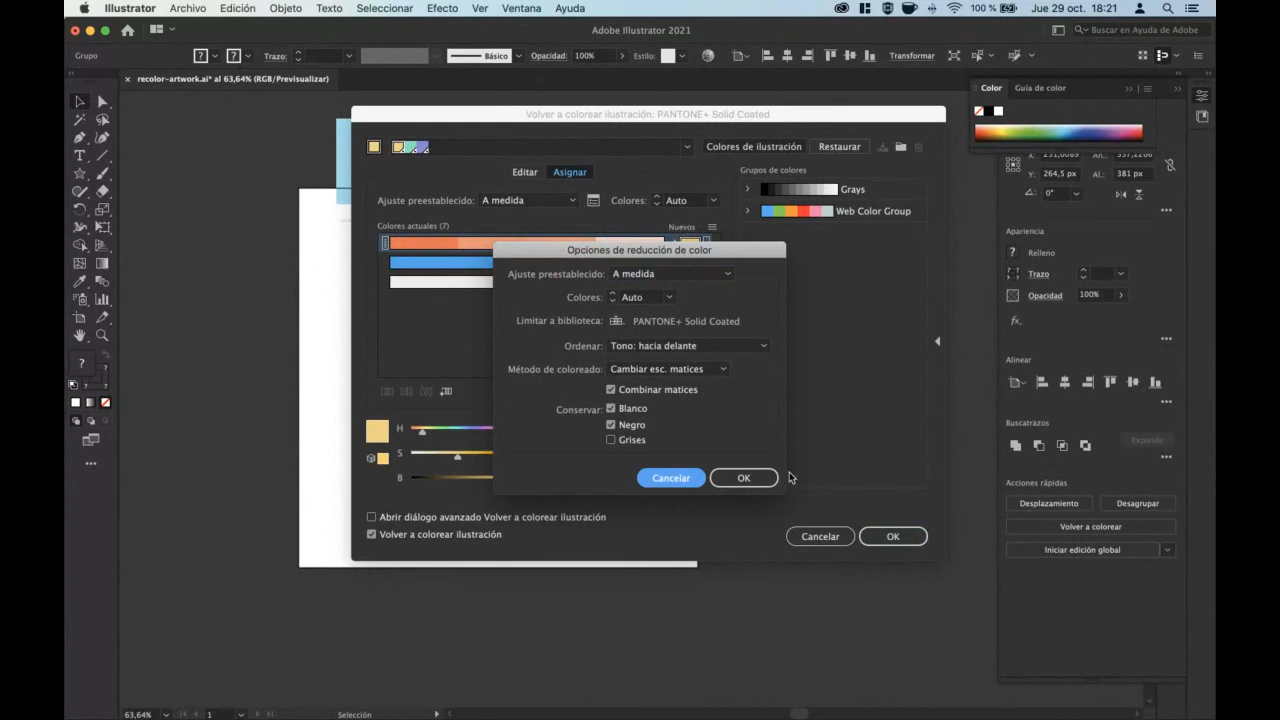 Illustrator Archivo Edición Objeto Texto Seleccionar Efecto Ver Ventana Ayuda 100 % Jue 29 oct. 18:21
Adobe Illustrator 2021
Buscar en Ayuda de Adobe
Grupo ? ? Trazo: Básico Opacidad: 100% Estilo: Transformar
× recolor-artwork.ai* al 63,64% (RGB/Previsualizar)
Color Guía de color
Volver a colorear ilustración: PANTONE+ Solid Coated
Colores de ilustración Restaurar
Editar Asignar Grupos de colores
Ajuste preestablecido: A medida Colores: Auto
Grays
Web Color Group
Colores actuales (7) Nuevos
Opciones de reducción de color
Ajuste preestablecido: A medida
Colores: Auto
Limitar a biblioteca: PANTONE+ Solid Coated
Ordenar: Tono: hacia delante
Método de coloreado: Cambiar esc. matices
Combinar matices
Conservar: Blanco
Negro
Grises
Cancelar OK
H
S
B
Abrir diálogo avanzado Volver a colorear ilustración
Volver a colorear ilustración
Cancelar OK
Y: 264,5 px Al.: 381 px
0°
Apariencia
? Relleno
Trazo
Opacidad 100%
fx
Alinear
Buscatrazos
Expandir
Acciones rápidas
Desplazamiento Desagrupar
Volver a colorear
Iniciar edición global
63,64% 1 Selección